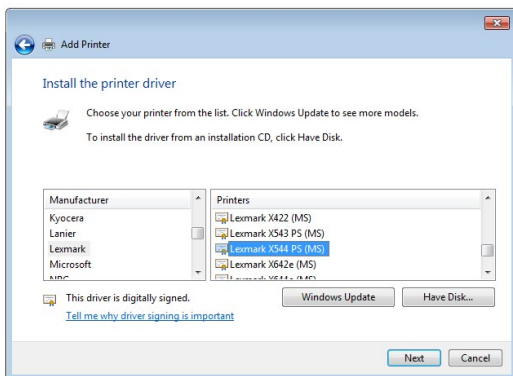 Add Printer
Install the printer driver
Choose your printer from the list. Click Windows Update to see more models.
To install the driver from an installation CD, click Have Disk.
Manufacturer
Kyocera
Lanier
Lexmark
Microsoft
Printers
Lexmark X422 (MS)
Lexmark X543 PS (MS)
Lexmark X544 PS (MS)
Lexmark X642e (MS)
This driver is digitally signed.
Tell me why driver signing is important
Windows Update
Have Disk...
Next
Cancel